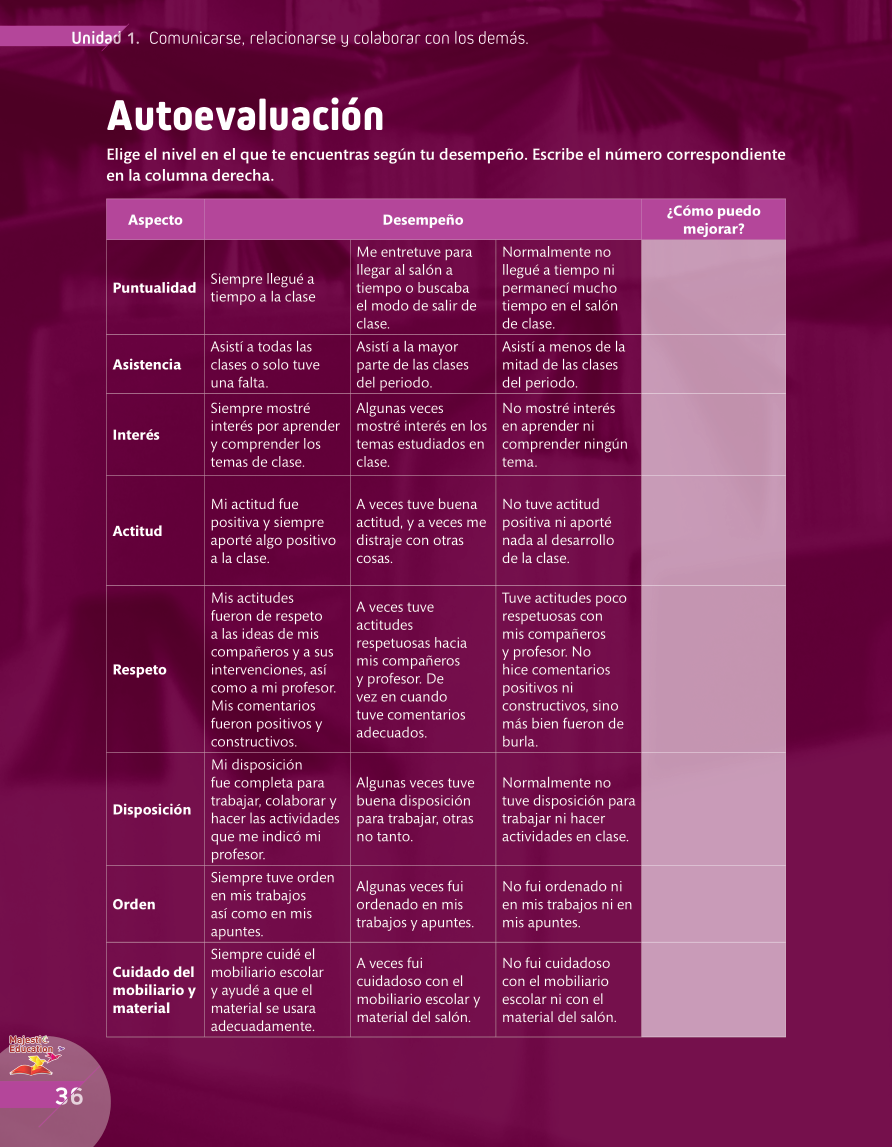 Unidad 1. Comunicarse, relacionarse y colaborar con los demás.
Autoevaluación
Elige el nivel en el que te encuentras según tu desempeño. Escribe el número correspondiente
en la columna derecha.
Aspecto
Desempeño
¿Cómo puedo
mejorar?
Puntualidad
Siempre llegué a
tiempo a la clase
Me entretuve para
llegar al salón a
tiempo o buscaba
el modo de salir de
clase.
Normalmente no
llegué a tiempo ni
permanecí mucho
tiempo en el salón
de clase.
Asistencia
Asistí a todas las
clases o solo tuve
una falta.
Asistí a la mayor
parte de las clases
del periodo.
Asistí a menos de la
mitad de las clases
del periodo.
Interés
Siempre mostré
interés por aprender
y comprender los
temas de clase.
Algunas veces
mostré interés en los
temas estudiados en
clase.
No mostré interés
en aprender ni
comprender ningún
tema.
Actitud
Mi actitud fue
positiva y siempre
aporté algo positivo
a la clase.
A veces tuve buena
actitud, y a veces me
distraje con otras
cosas.
No tuve actitud
positiva ni aporté
nada al desarrollo
de la clase.
Respeto
Mis actitudes
fueron de respeto
a las ideas de mis
compañeros y a sus
intervenciones, así
como a mi profesor.
Mis comentarios
fueron positivos y
constructivos.
A veces tuve
actitudes
respetuosas hacia
mis compañeros
y profesor. De
vez en cuando
tuve comentarios
adecuados.
Tuve actitudes poco
respetuosas con
mis compañeros
y profesor. No
hice comentarios
positivos ni
constructivos, sino
más bien fueron de
burla.
Disposición
Mi disposición
fue completa para
trabajar, colaborar y
hacer las actividades
que me indicó mi
profesor.
Algunas veces tuve
buena disposición
para trabajar, otras
no tanto.
Normalmente no
tuve disposición para
trabajar ni hacer
actividades en clase.
Orden
Siempre tuve orden
en mis trabajos
así como en mis
apuntes.
Algunas veces fui
ordenado en mis
trabajos y apuntes.
No fui ordenado ni
en mis trabajos ni en
mis apuntes.
Cuidado del
mobiliario y
material
Siempre cuidé el
mobiliario escolar
y ayudé a que el
material se usara
adecuadamente.
A veces fui
cuidadoso con el
mobiliario escolar y
material del salón.
No fui cuidadoso
con el mobiliario
escolar ni con el
material del salón.
Majestic
Education
36